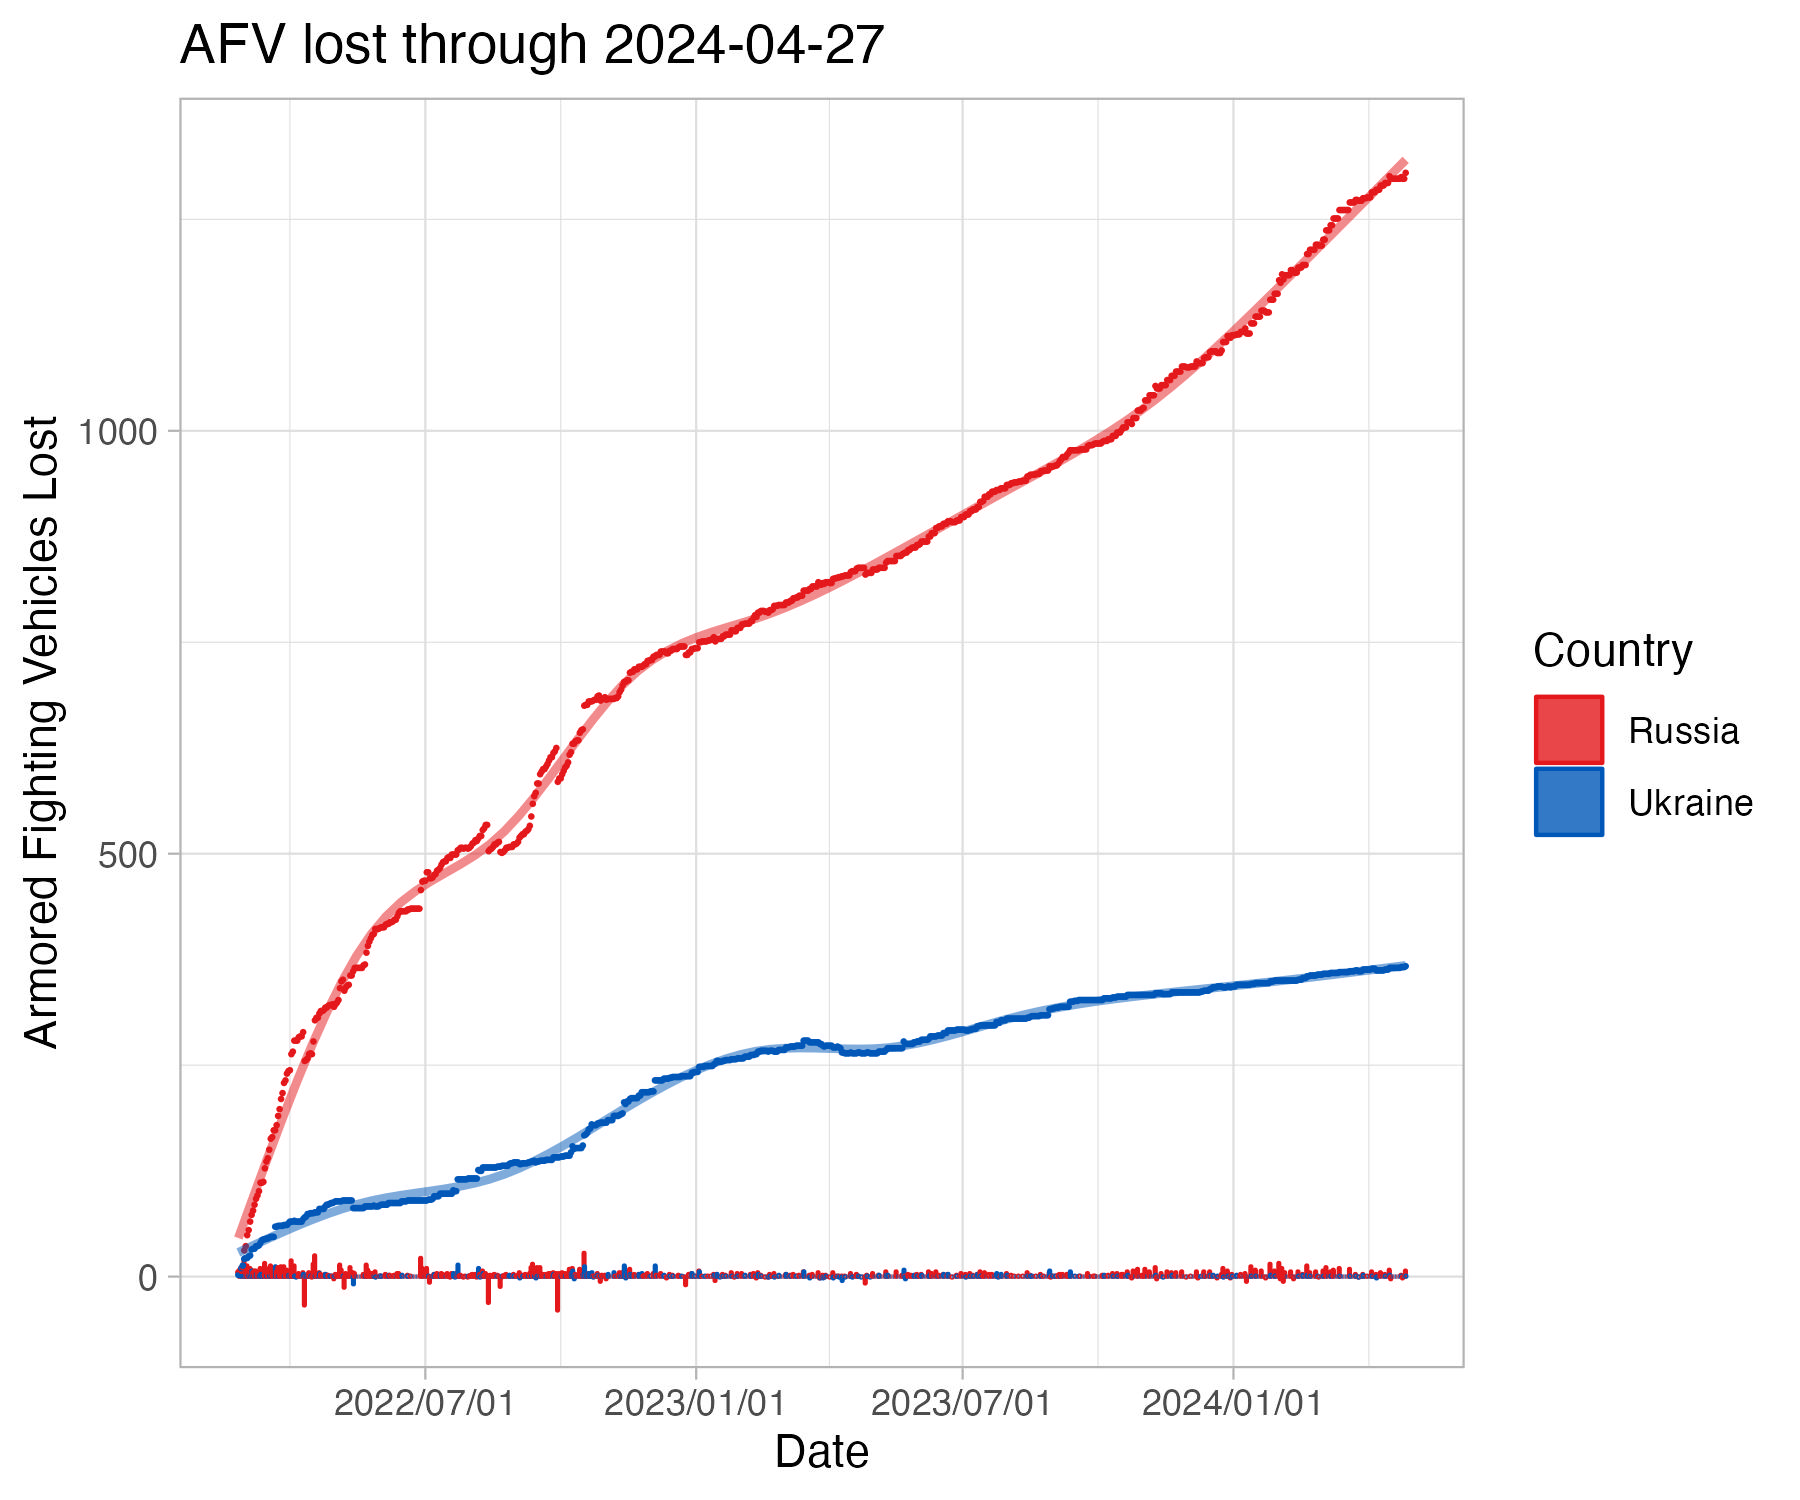 AFV lost through 2024-04-27
Armored Fighting Vehicles Lost
1000
500
0
2022/07/01
2023/01/01
2023/07/01
2024/01/01
Date
Country
Russia
Ukraine